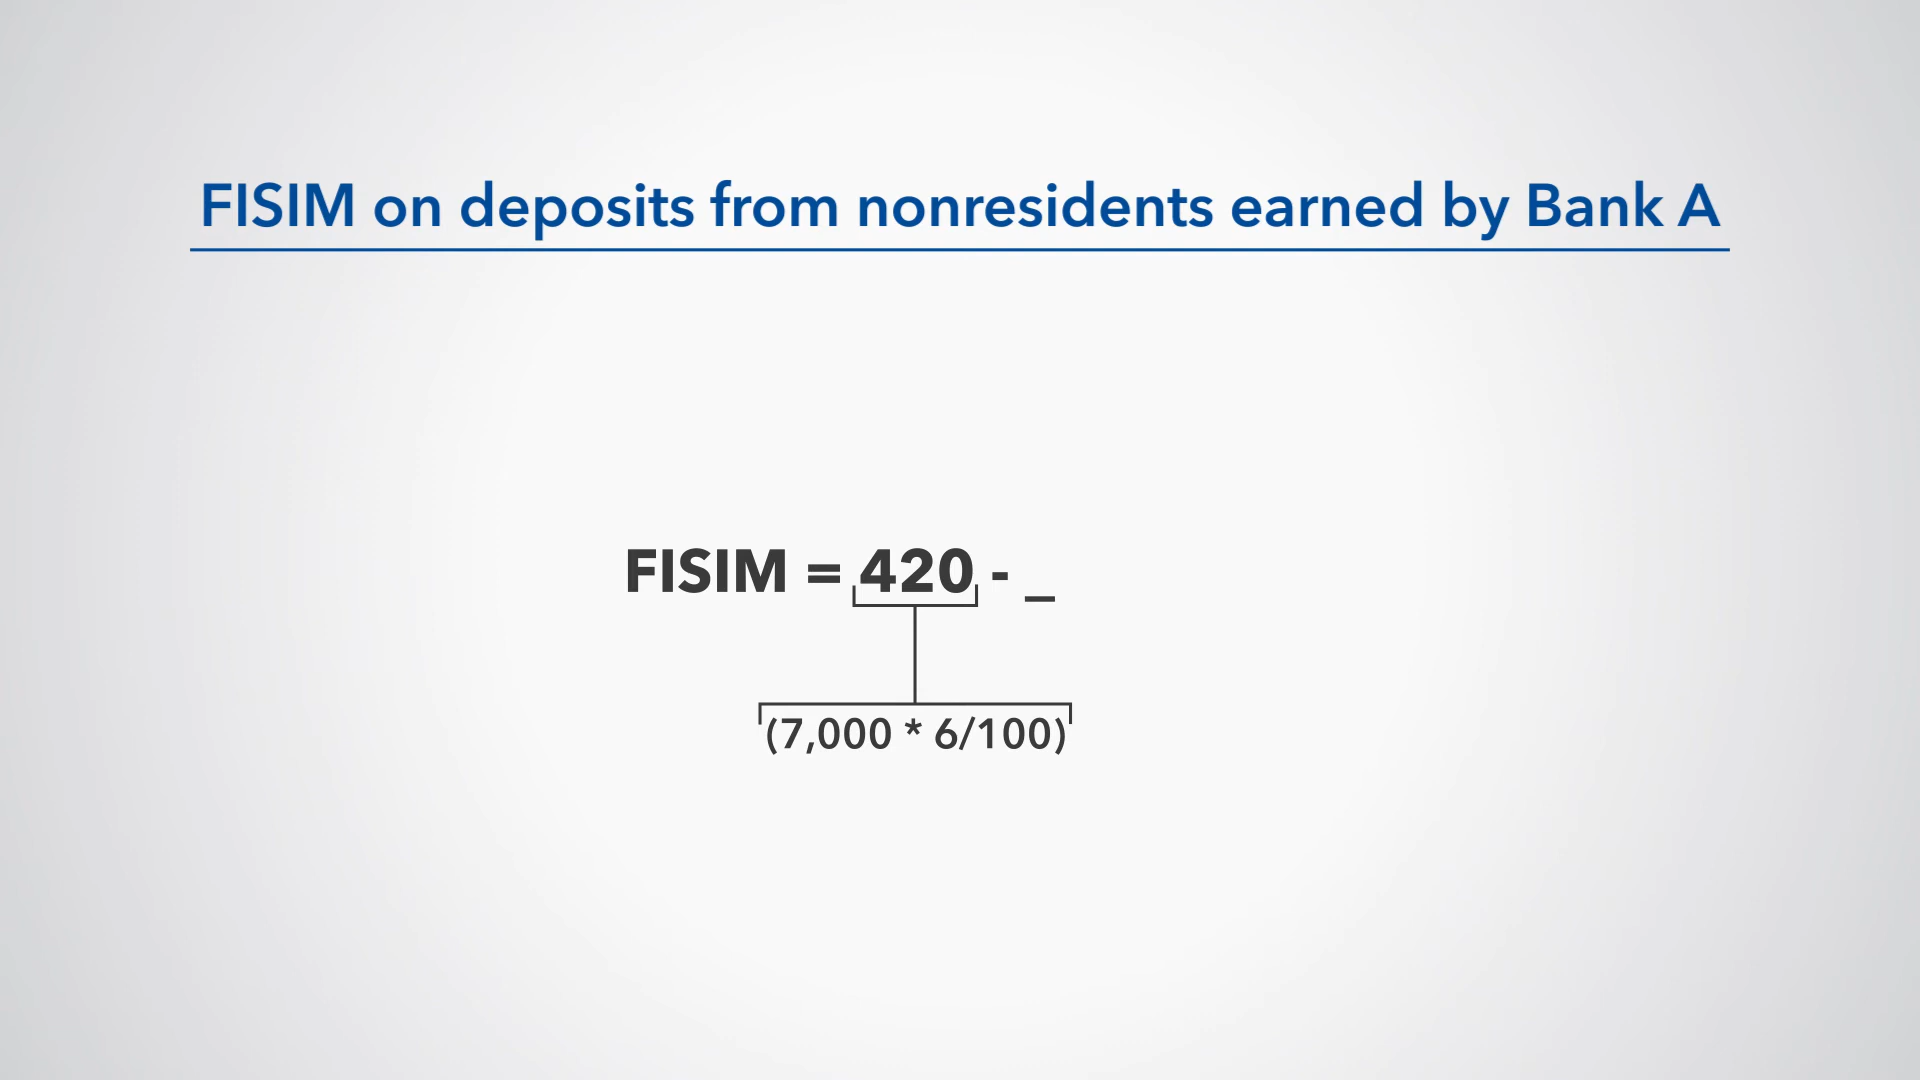 FISIM on deposits from nonresidents earned by Bank A
FISIM = 420 - _
(7,000 * 6/100)